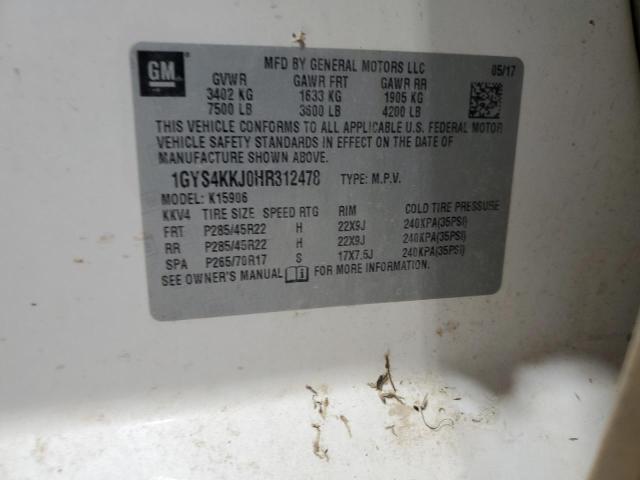 GM
MFD BY GENERAL MOTORS LLC 05/17
GVWR GAWR FRT GAWR RR
3402 KG 1633 KG 1905 KG
7500 LB 3600 LB 4200 LB
THIS VEHICLE CONFORMS TO ALL APPLICABLE U.S. FEDERAL MOTOR
VEHICLE SAFETY STANDARDS IN EFFECT ON THE DATE OF
MANUFACTURE SHOWN ABOVE.
1GYS4KKJ0HR312478 TYPE: M.P.V.
MODEL: K15906
KKV4 TIRE SIZE SPEED RTG RIM COLD TIRE PRESSURE
FRT P285/45R22 H 22X9J 240KPA(35PSI)
RR P285/45R22 H 22X9J 240KPA(35PSI)
SPA P265/70R17 S 17X7.5J 240KPA(35PSI)
SEE OWNER'S MANUAL FOR MORE INFORMATION.